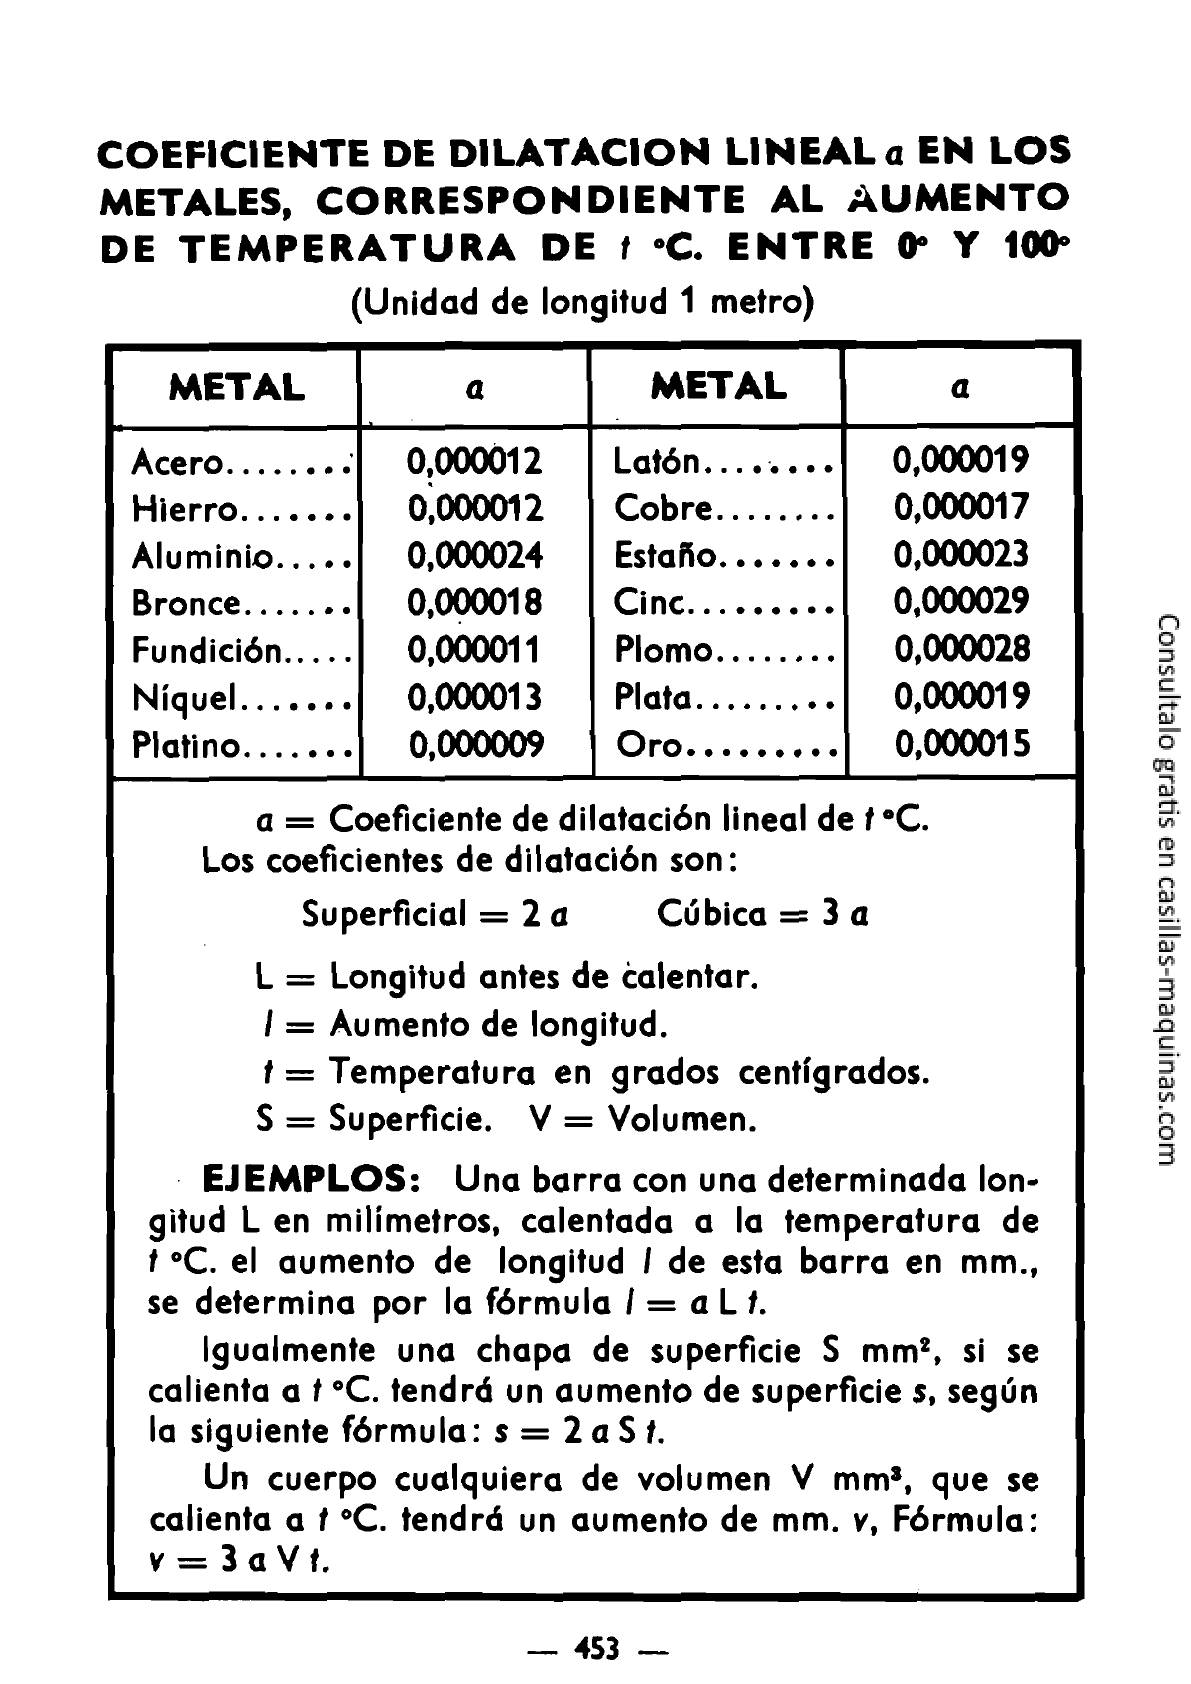 COEFICIENTE DE DILATACION LINEAL a EN LOS
METALES, CORRESPONDIENTE AL AUMENTO
DE TEMPERATURA DE t °C. ENTRE 0° Y 100°
(Unidad de longitud 1 metro)
METAL a METAL a
Acero........ 0,000012 Latón........ 0,000019
Hierro....... 0,000012 Cobre........ 0,000017
Aluminio..... 0,000024 Estaño....... 0,000023
Bronce....... 0,000018 Cinc......... 0,000029
Fundición..... 0,000011 Plomo........ 0,000028
Níquel....... 0,000013 Plata......... 0,000019
Platino....... 0,000009 Oro.......... 0,000015
a = Coeficiente de dilatación lineal de t °C.
Los coeficientes de dilatación son:
Superficial = 2 a Cúbica = 3 a
L = Longitud antes de calentar.
l = Aumento de longitud.
t = Temperatura en grados centígrados.
S = Superficie. V = Volumen.
EJEMPLOS: Una barra con una determinada lon-
gitud L en milímetros, calentada a la temperatura de
t °C. el aumento de longitud l de esta barra en mm.,
se determina por la fórmula l = a L t.
Igualmente una chapa de superficie S mm², si se
calienta a t °C. tendrá un aumento de superficie s, según
la siguiente fórmula: s = 2 a S t.
Un cuerpo cualquiera de volumen V mm³, que se
calienta a t °C. tendrá un aumento de mm. v, Fórmula:
v = 3 a V t.
— 453 —
Consultalo gratis en casillas-maquinas.com